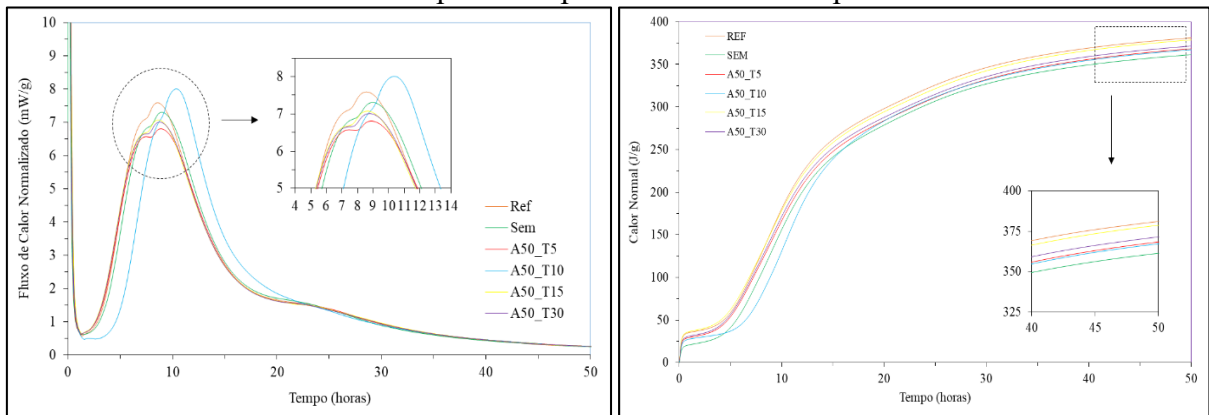 10
9
8
7
6
5
4
3
2
1
0
Fluxo de Calor Normalizado (mW/g)
0 10 20 30 40 50
Tempo (horas)
8
7
6
5
4 5 6 7 8 9 10 11 12 13 14
Ref
Sem
A50_T5
A50_T10
A50_T15
A50_T30
400
350
300
250
200
150
100
50
0
Calor Normal (J/g)
0 10 20 30 40 50
Tempo (horas)
REF
SEM
A50_T5
A50_T10
A50_T15
A50_T30
400
375
350
325
40 45 50